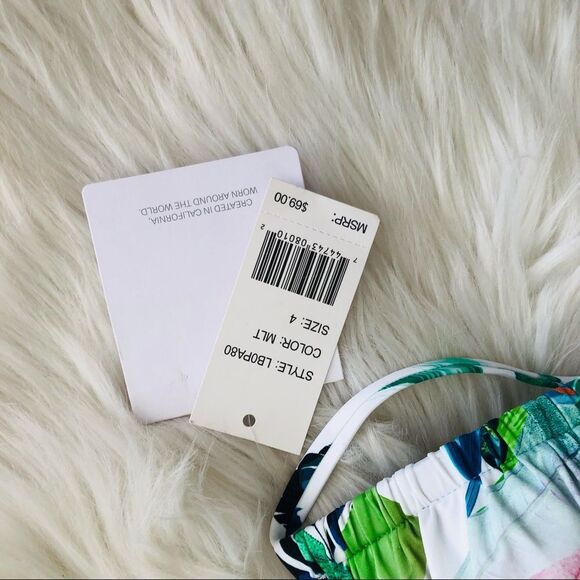 CREATED IN CALIFORNIA,
WORN AROUND THE WORLD.
STYLE: LB0PA80
COLOR: MLT
SIZE: 4
7 44743 08010 2
MSRP:
$69.00